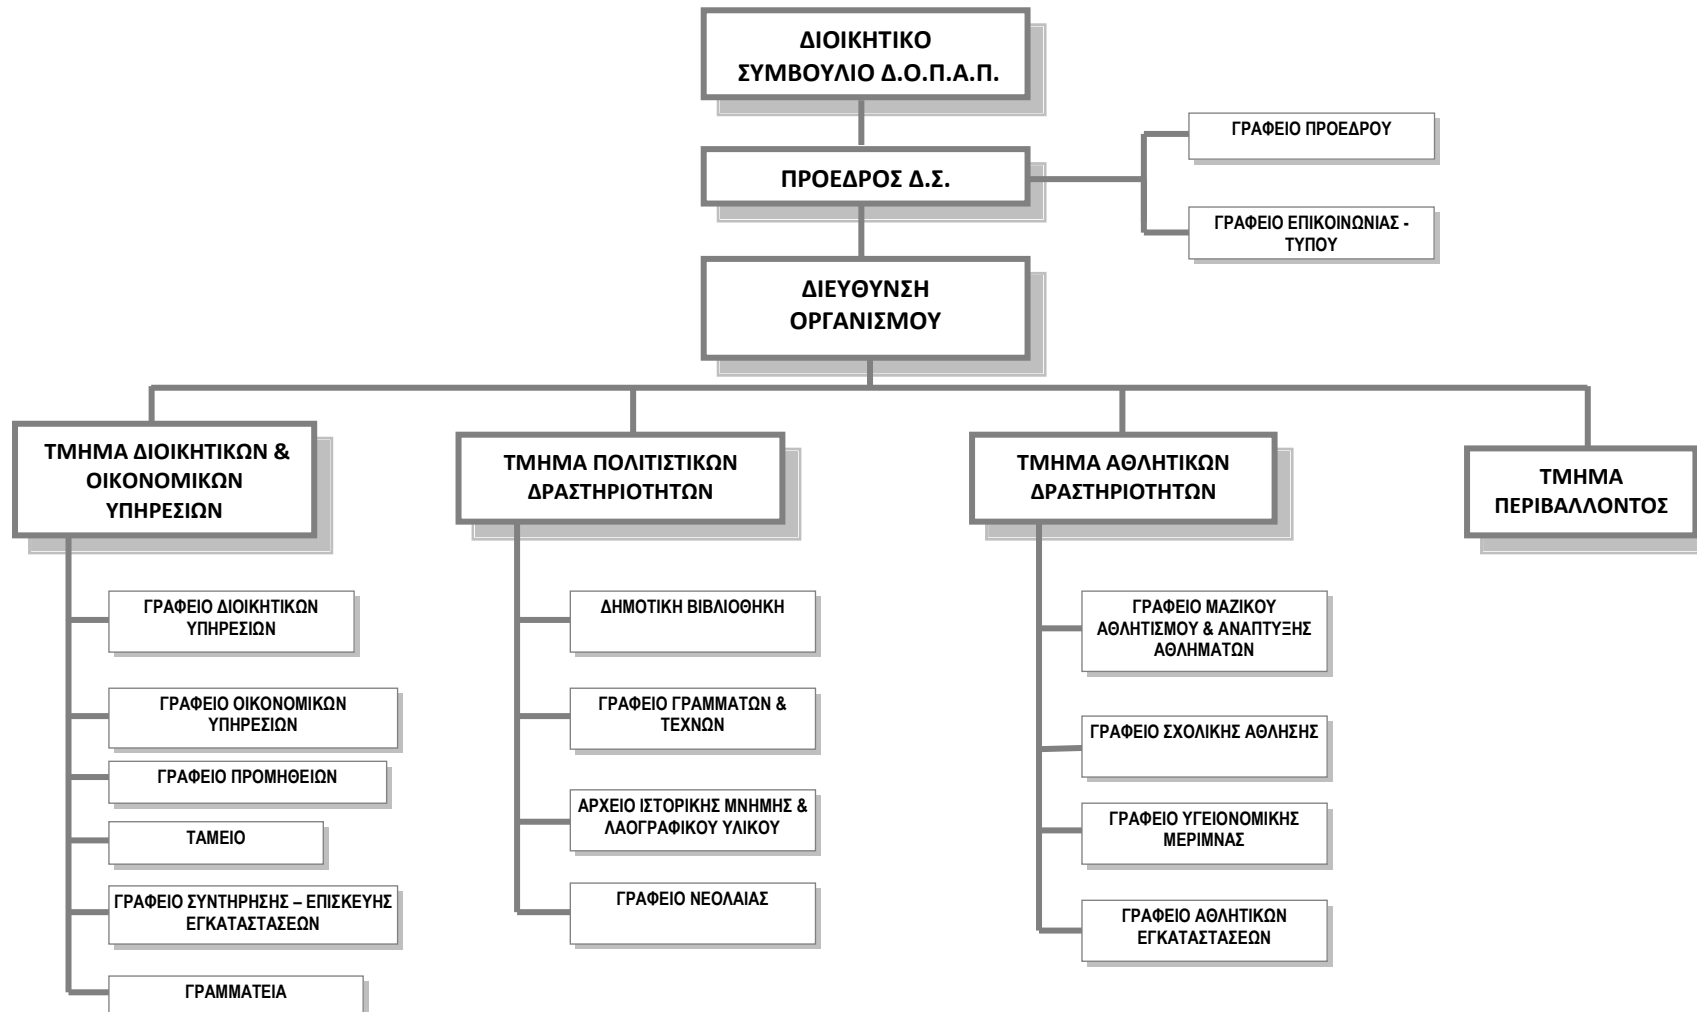 ΔΙΟΙΚΗΤΙΚΟ
ΣΥΜΒΟΥΛΙΟ Δ.Ο.Π.Α.Π.
ΓΡΑΦΕΙΟ ΠΡΟΕΔΡΟΥ
ΠΡΟΕΔΡΟΣ Δ.Σ.
ΓΡΑΦΕΙΟ ΕΠΙΚΟΙΝΩΝΙΑΣ -
ΤΥΠΟΥ
ΔΙΕΥΘΥΝΣΗ
ΟΡΓΑΝΙΣΜΟΥ
ΤΜΗΜΑ ΔΙΟΙΚΗΤΙΚΩΝ &
ΟΙΚΟΝΟΜΙΚΩΝ
ΥΠΗΡΕΣΙΩΝ
ΤΜΗΜΑ ΠΟΛΙΤΙΣΤΙΚΩΝ
ΔΡΑΣΤΗΡΙΟΤΗΤΩΝ
ΤΜΗΜΑ ΑΘΛΗΤΙΚΩΝ
ΔΡΑΣΤΗΡΙΟΤΗΤΩΝ
ΤΜΗΜΑ
ΠΕΡΙΒΑΛΛΟΝΤΟΣ
ΓΡΑΦΕΙΟ ΔΙΟΙΚΗΤΙΚΩΝ
ΥΠΗΡΕΣΙΩΝ
ΓΡΑΦΕΙΟ ΟΙΚΟΝΟΜΙΚΩΝ
ΥΠΗΡΕΣΙΩΝ
ΓΡΑΦΕΙΟ ΠΡΟΜΗΘΕΙΩΝ
ΤΑΜΕΙΟ
ΓΡΑΦΕΙΟ ΣΥΝΤΗΡΗΣΗΣ – ΕΠΙΣΚΕΥΗΣ
ΕΓΚΑΤΑΣΤΑΣΕΩΝ
ΓΡΑΜΜΑΤΕΙΑ
ΔΗΜΟΤΙΚΗ ΒΙΒΛΙΟΘΗΚΗ
ΓΡΑΦΕΙΟ ΓΡΑΜΜΑΤΩΝ &
ΤΕΧΝΩΝ
ΑΡΧΕΙΟ ΙΣΤΟΡΙΚΗΣ ΜΝΗΜΗΣ &
ΛΑΟΓΡΑΦΙΚΟΥ ΥΛΙΚΟΥ
ΓΡΑΦΕΙΟ ΝΕΟΛΑΙΑΣ
ΓΡΑΦΕΙΟ ΜΑΖΙΚΟΥ
ΑΘΛΗΤΙΣΜΟΥ & ΑΝΑΠΤΥΞΗΣ
ΑΘΛΗΜΑΤΩΝ
ΓΡΑΦΕΙΟ ΣΧΟΛΙΚΗΣ ΑΘΛΗΣΗΣ
ΓΡΑΦΕΙΟ ΥΓΕΙΟΝΟΜΙΚΗΣ
ΜΕΡΙΜΝΑΣ
ΓΡΑΦΕΙΟ ΑΘΛΗΤΙΚΩΝ
ΕΓΚΑΤΑΣΤΑΣΕΩΝ